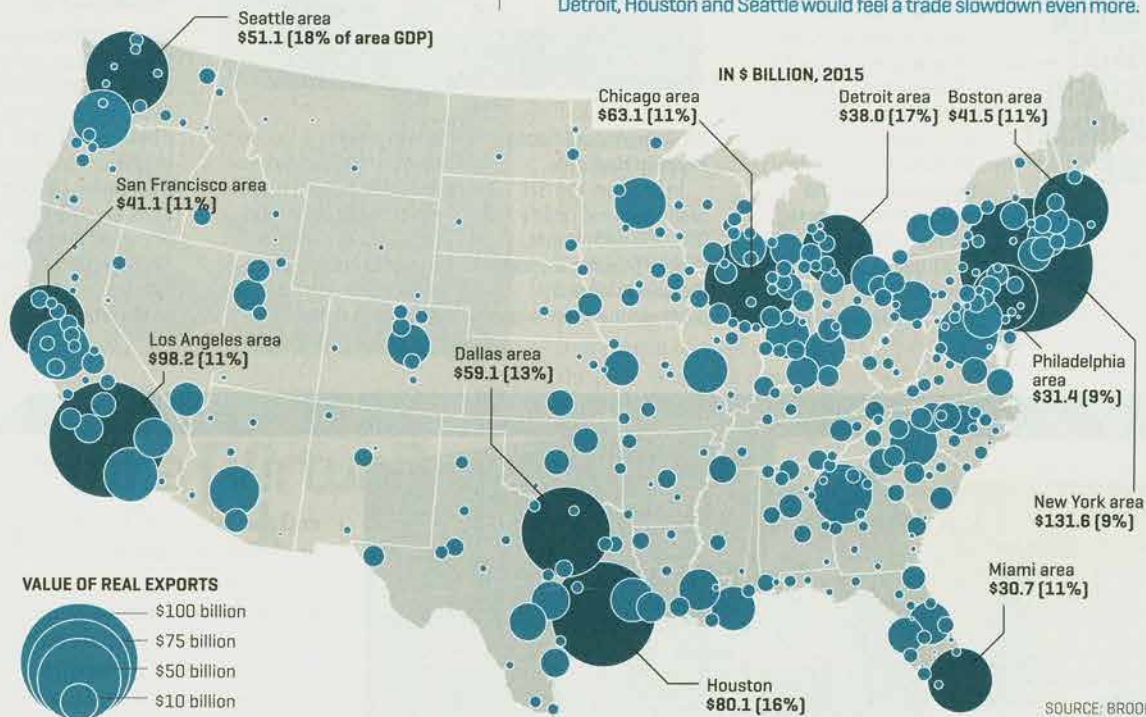 Detroit, Houston and Seattle would feel a trade slowdown even more.
Seattle area
$51.1 (18% of area GDP)
IN $ BILLION, 2015
Chicago area
$63.1 (11%)
Detroit area
$38.0 (17%)
Boston area
$41.5 (11%)
San Francisco area
$41.1 (11%)
Los Angeles area
$98.2 (11%)
Dallas area
$59.1 (13%)
Philadelphia
area
$31.4 (9%)
New York area
$131.6 (9%)
Miami area
$30.7 (11%)
Houston
$80.1 (16%)
VALUE OF REAL EXPORTS
$100 billion
$75 billion
$50 billion
$10 billion
SOURCE: